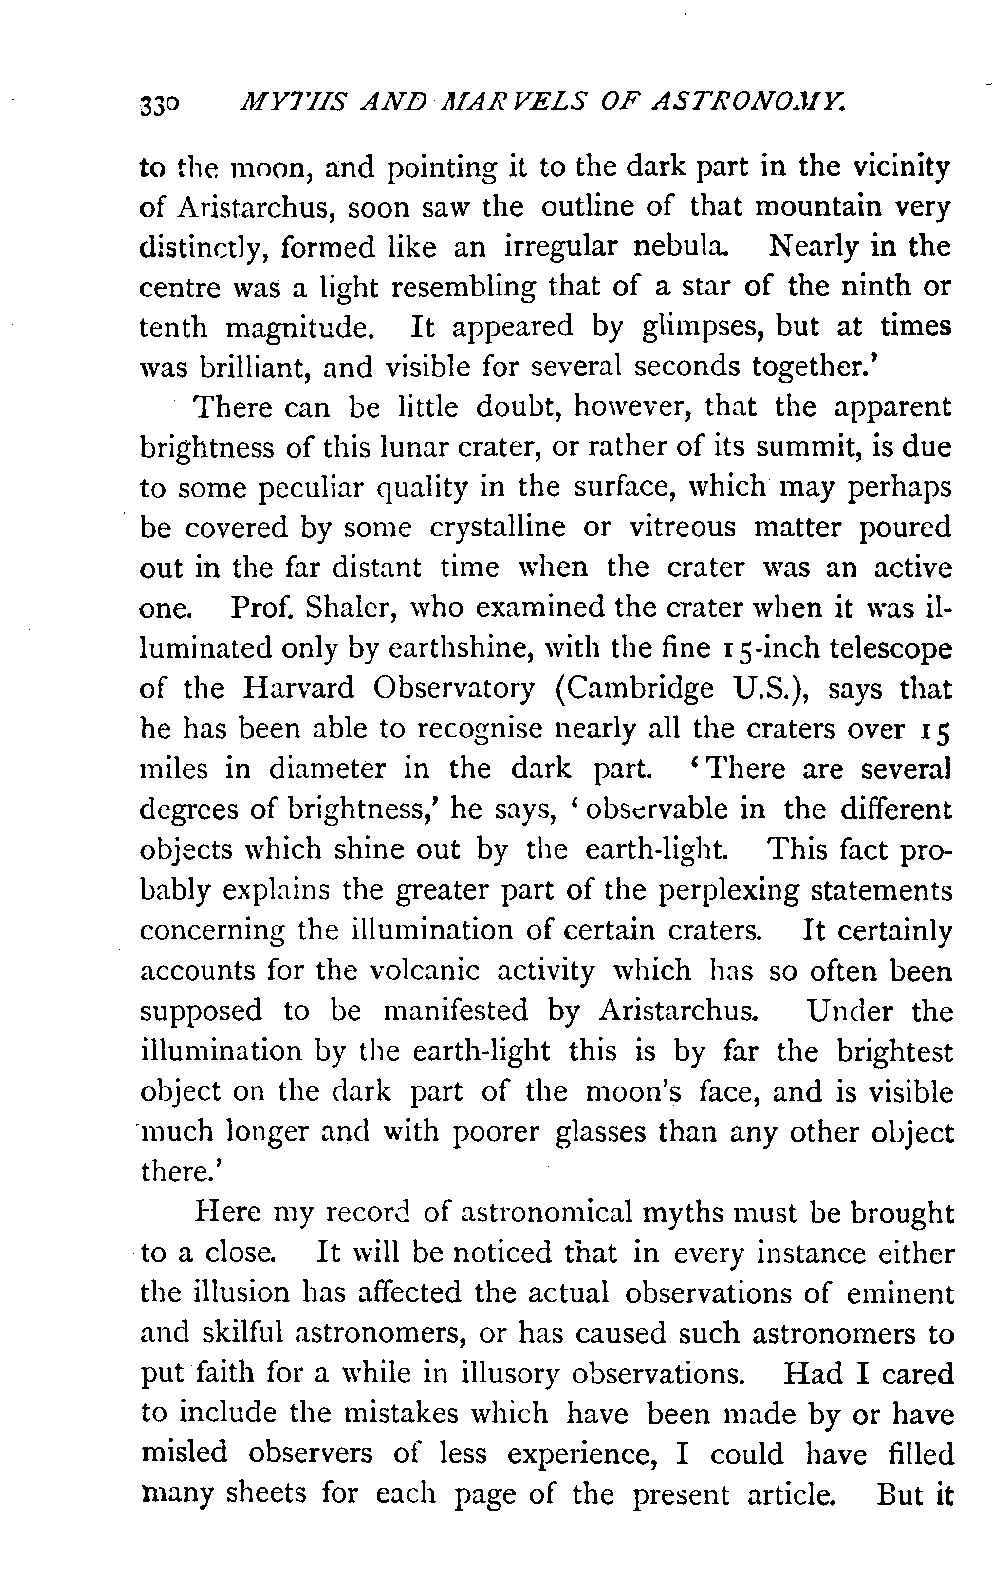 330 MYTHS AND MARVELS OF ASTRONOMY.
to the moon, and pointing it to the dark part in the vicinity
of Aristarchus, soon saw the outline of that mountain very
distinctly, formed like an irregular nebula. Nearly in the
centre was a light resembling that of a star of the ninth or
tenth magnitude. It appeared by glimpses, but at times
was brilliant, and visible for several seconds together.’
There can be little doubt, however, that the apparent
brightness of this lunar crater, or rather of its summit, is due
to some peculiar quality in the surface, which may perhaps
be covered by some crystalline or vitreous matter poured
out in the far distant time when the crater was an active
one. Prof. Shaler, who examined the crater when it was il-
luminated only by earthshine, with the fine 15-inch telescope
of the Harvard Observatory (Cambridge U.S.), says that
he has been able to recognise nearly all the craters over 15
miles in diameter in the dark part. ‘There are several
degrees of brightness,’ he says, ‘observable in the different
objects which shine out by the earth-light. This fact pro-
bably explains the greater part of the perplexing statements
concerning the illumination of certain craters. It certainly
accounts for the volcanic activity which has so often been
supposed to be manifested by Aristarchus. Under the
illumination by the earth-light this is by far the brightest
object on the dark part of the moon’s face, and is visible
much longer and with poorer glasses than any other object
there.’
Here my record of astronomical myths must be brought
to a close. It will be noticed that in every instance either
the illusion has affected the actual observations of eminent
and skilful astronomers, or has caused such astronomers to
put faith for a while in illusory observations. Had I cared
to include the mistakes which have been made by or have
misled observers of less experience, I could have filled
many sheets for each page of the present article. But it